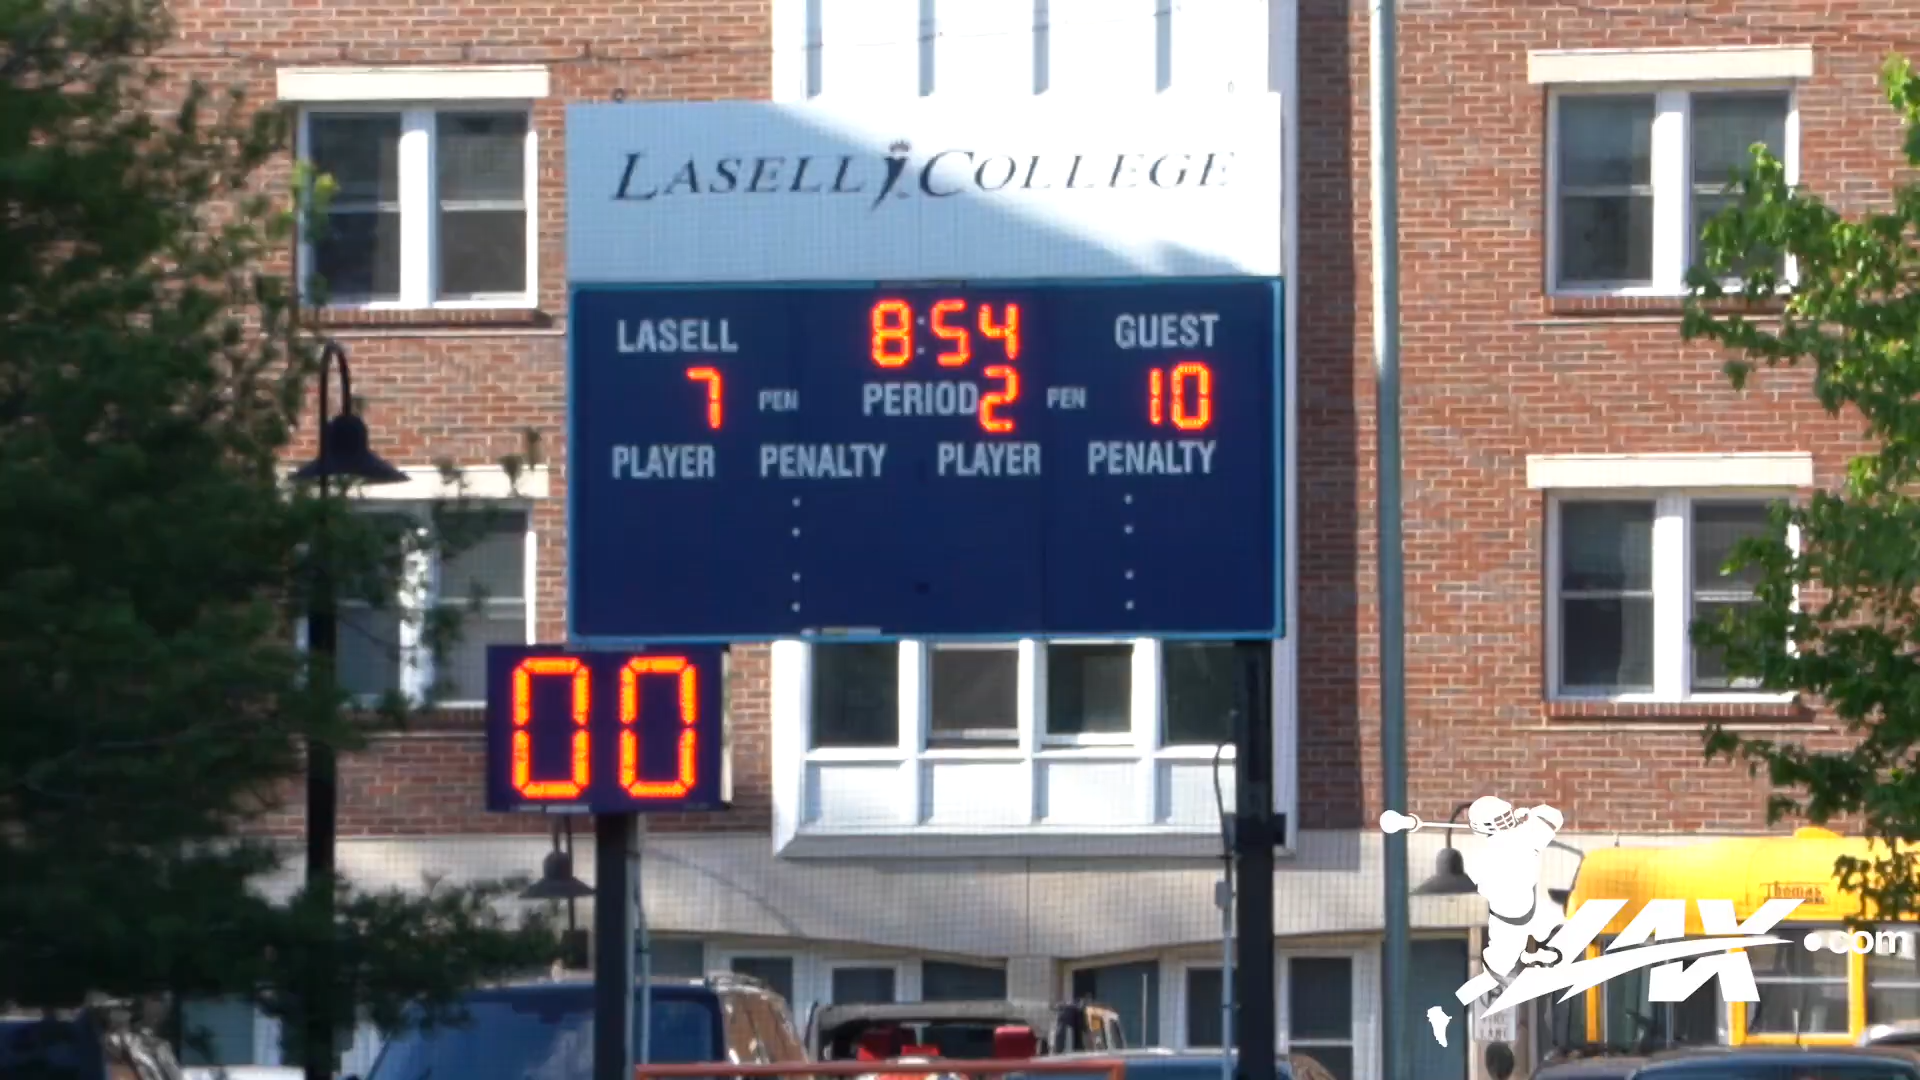 LASELL COLLEGE
8:54
LASELL GUEST
7 PEN PERIOD 2 PEN 10
PLAYER PENALTY PLAYER PENALTY
00
Thomas
LAX.com